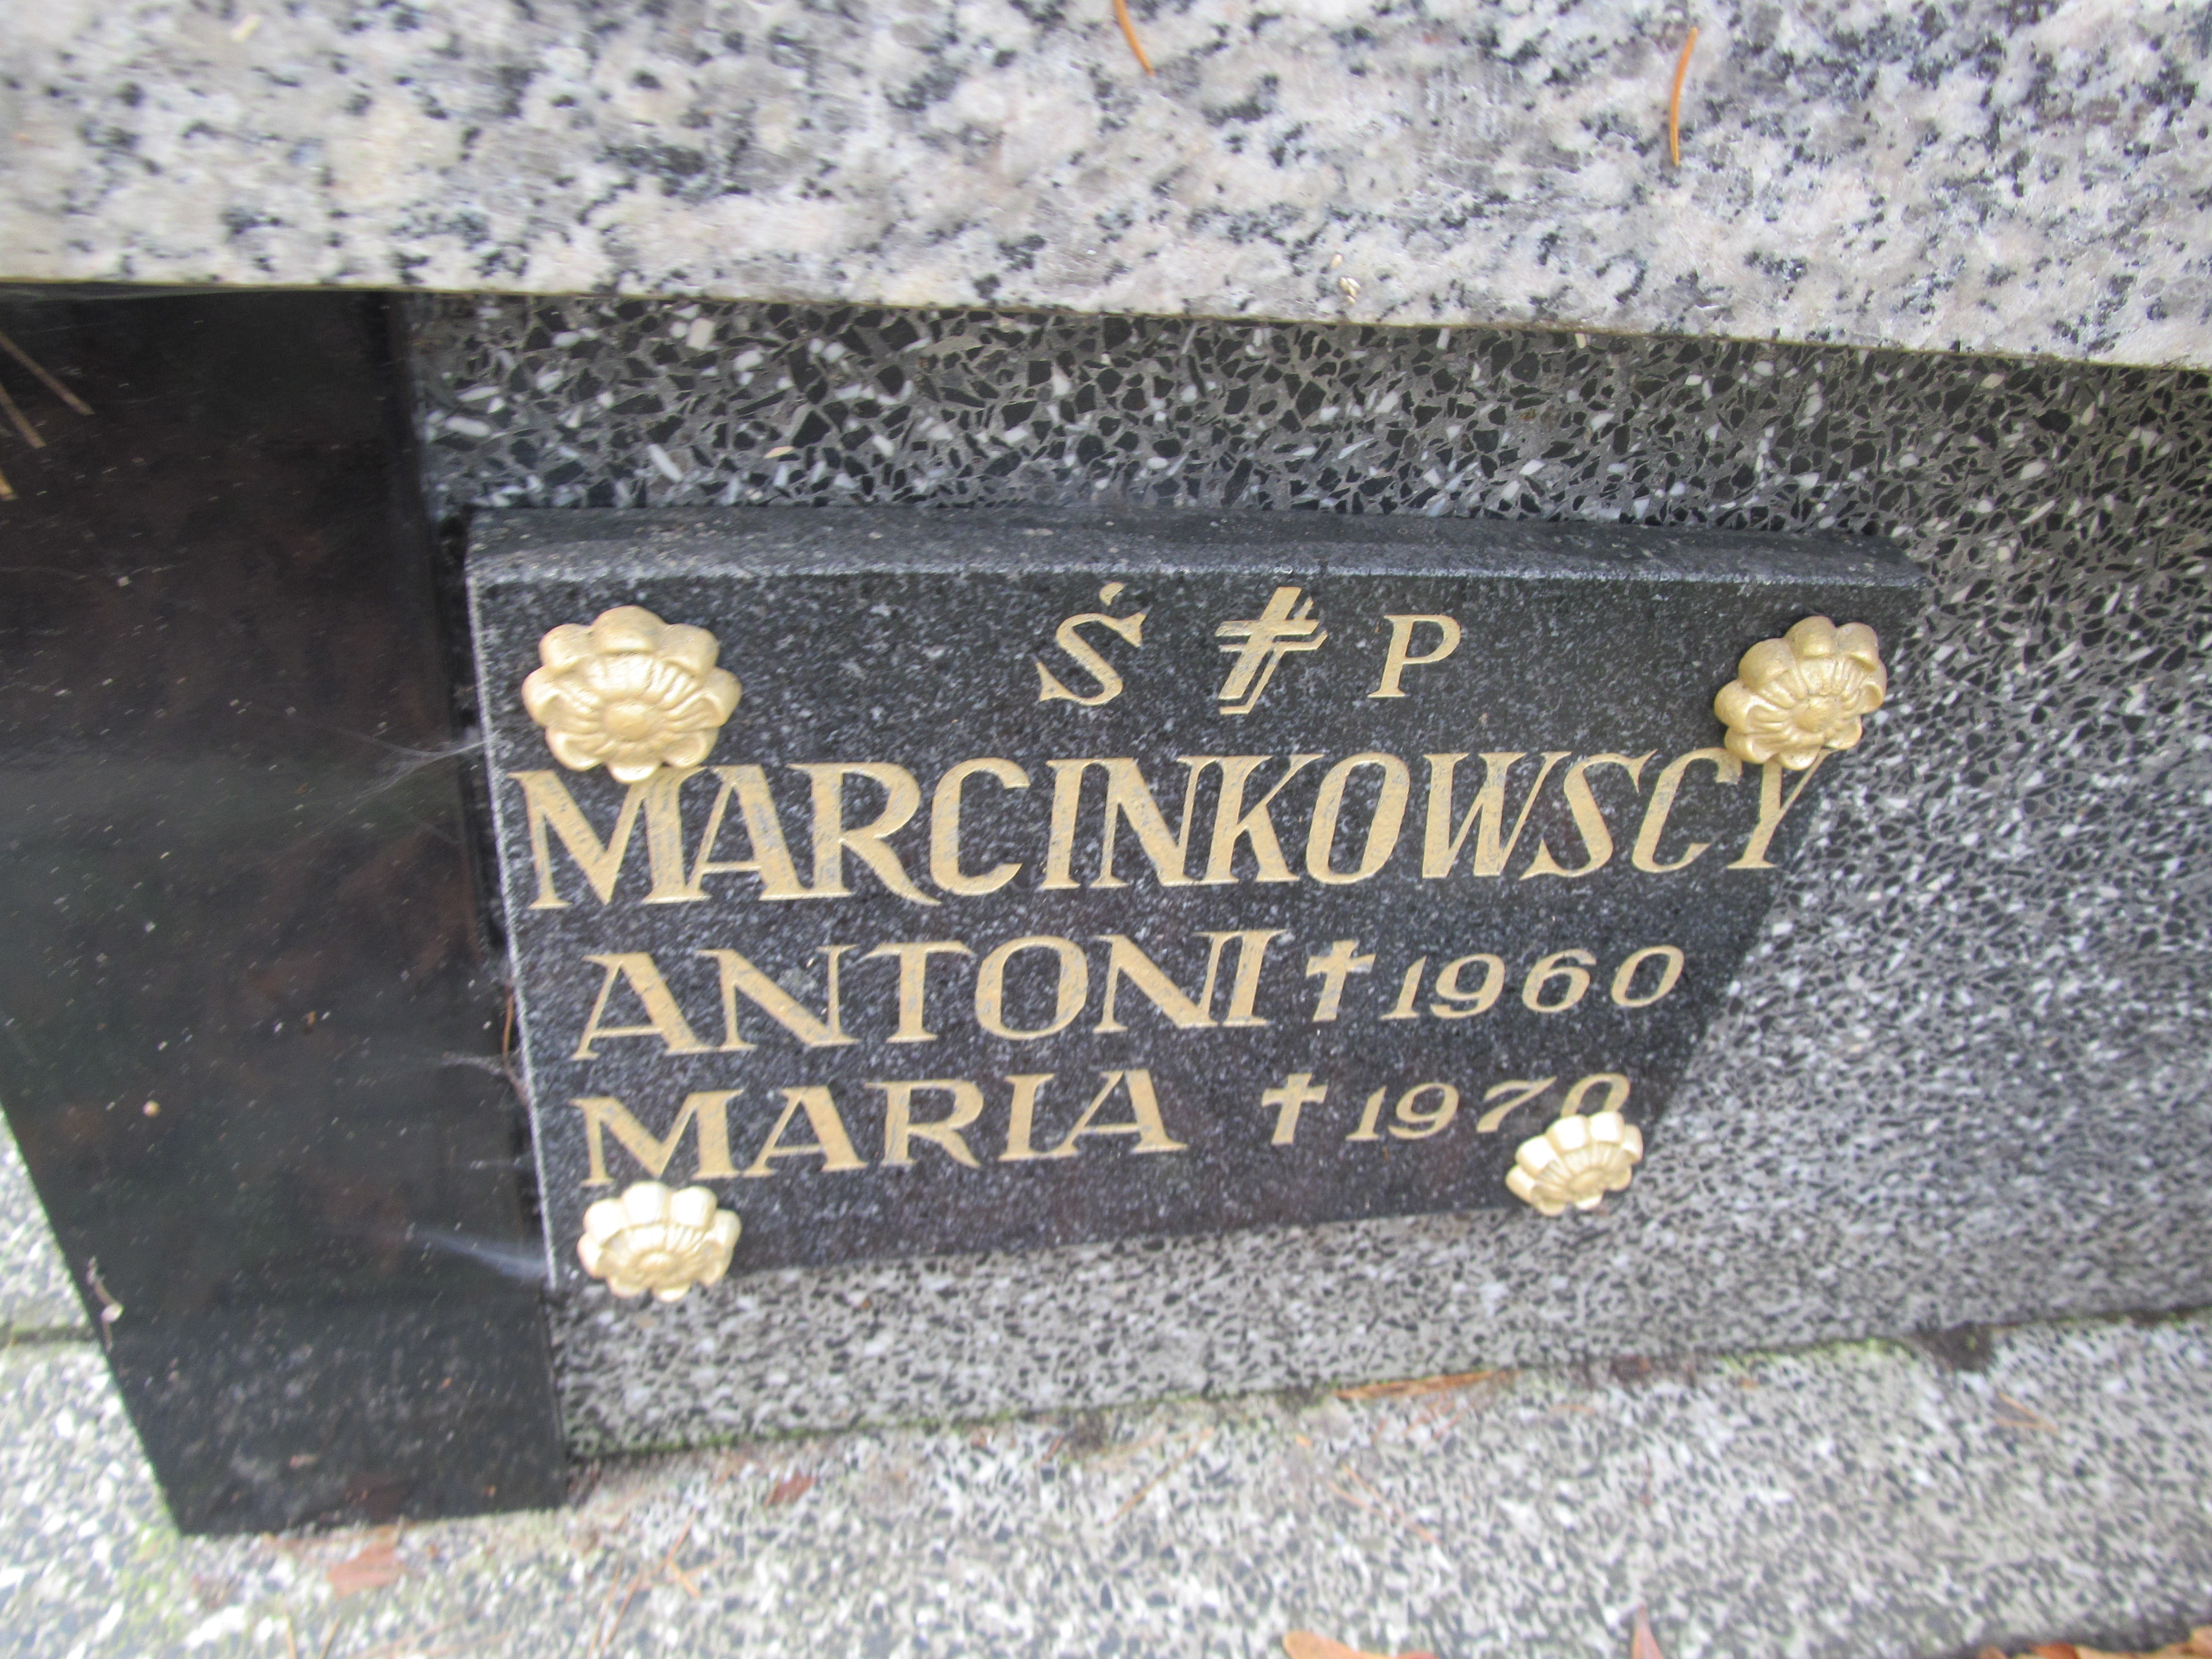 Ś ✝ P
MARCINKOWSCY
ANTONI ✝ 1960
MARIA ✝ 1970